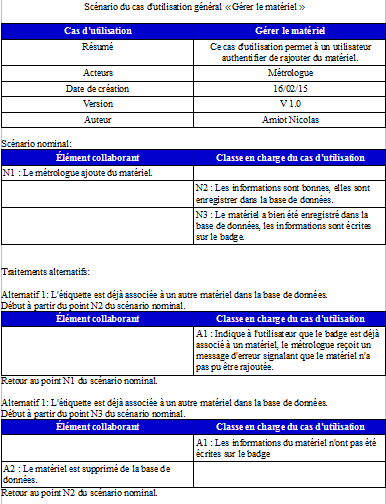 Scénario du cas d'utilisation général « Gérer le matériel »
Cas d'utilisation Gérer le matériel
Résumé Ce cas d'utilisation permet à un utilisateur
authentifier de rajouter du matériel.
Acteurs Métrologue
Date de création 16/02/15
Version V 1.0
Auteur Amiot Nicolas
Scénario nominal:
Élément collaborant Classe en charge du cas d'utilisation
N1 : Le métrologue ajoute du matériel.
N2 : Les informations sont bonnes, elles sont
enregistrer dans la base de données.
N3 : Le matériel a bien été enregistré dans la
base de données, les informations sont écrites
sur le badge.
Traitements alternatifs:
Alternatif 1: L'étiquette est déjà associée à un autre matériel dans la base de données.
Début à partir du point N2 du scénario nominal.
Élément collaborant Classe en charge du cas d'utilisation
A1 : Indique à l'utilisateur que le badge est déjà
associé à un matériel, le métrologue reçoit un
message d'erreur signalant que le matériel n'a
pas pu être rajoutée.
Retour au point N1 du scénario nominal.
Alternatif 1: L'étiquette est déjà associée à un autre matériel dans la base de données.
Début à partir du point N3 du scénario nominal.
Élément collaborant Classe en charge du cas d'utilisation
A1 : Les informations du matériel n'ont pas été
écrites sur le badge
A2 : Le matériel est supprimé de la base de
données.
Retour au point N2 du scénario nominal.